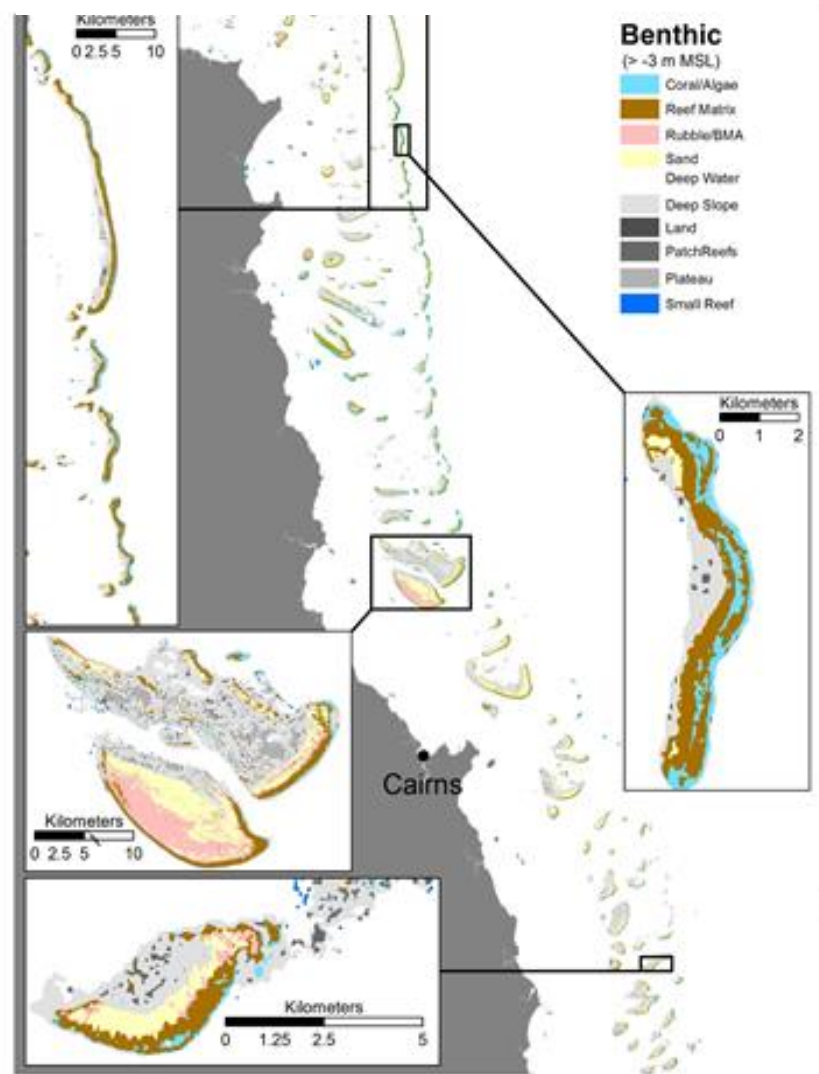 Kilometers
0 2.5 5 10
Benthic
(> -3 m MSL)
Coral/Algae
Reef Matrix
Rubble/BMA
Sand
Deep Water
Deep Slope
Land
PatchReefs
Plateau
Small Reef
Kilometers
0 1 2
Cairns
Kilometers
0 2.5 5 10
Kilometers
0 1.25 2.5 5